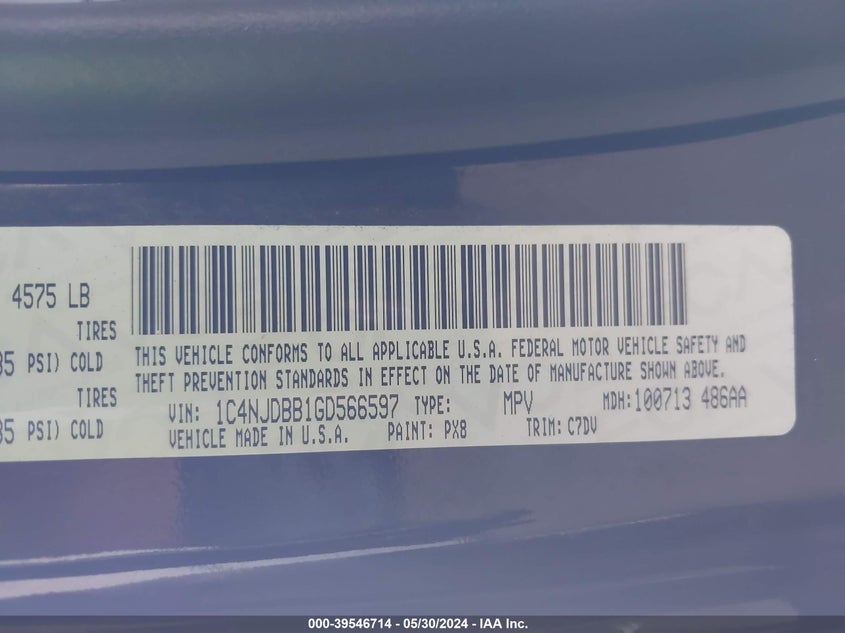 4575 LB
TIRES
35 PSI) COLD
TIRES
35 PSI) COLD
THIS VEHICLE CONFORMS TO ALL APPLICABLE U.S.A. FEDERAL MOTOR VEHICLE SAFETY AND
THEFT PREVENTION STANDARDS IN EFFECT ON THE DATE OF MANUFACTURE SHOWN ABOVE.
VIN: 1C4NJDBB1GD566597 TYPE: MPV MDH: 100713 486AA
VEHICLE MADE IN U.S.A. PAINT: PX8 TRIM: C7DV
000-39546714 - 05/30/2024 - IAA Inc.